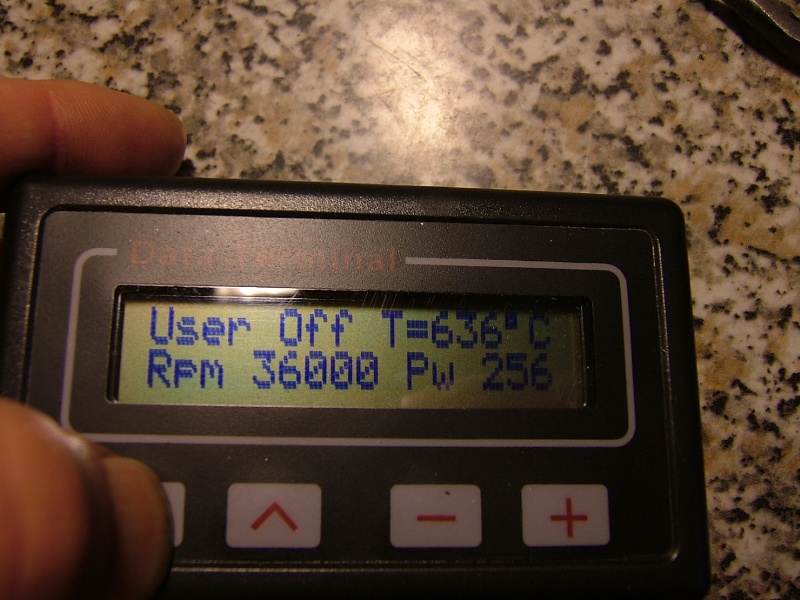 Data Terminal
User Off T=636°C
Rpm 36000 Pw 256
− +